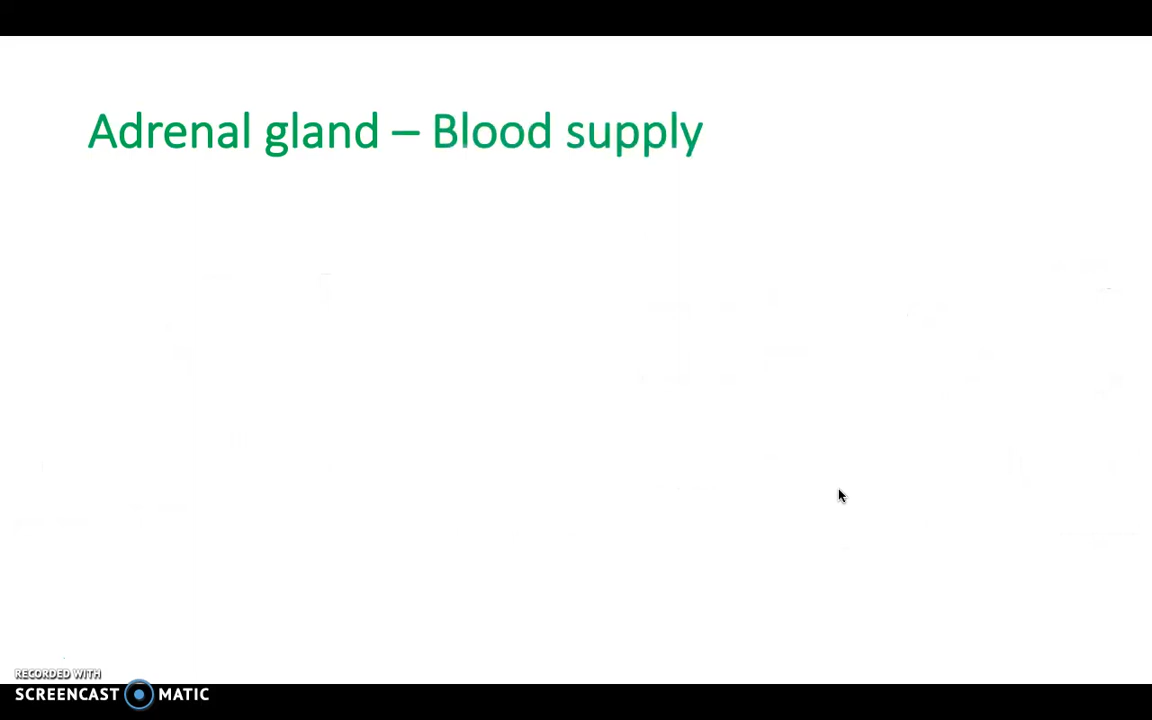 Adrenal gland – Blood supply
RECORDED WITH
SCREENCAST MATIC